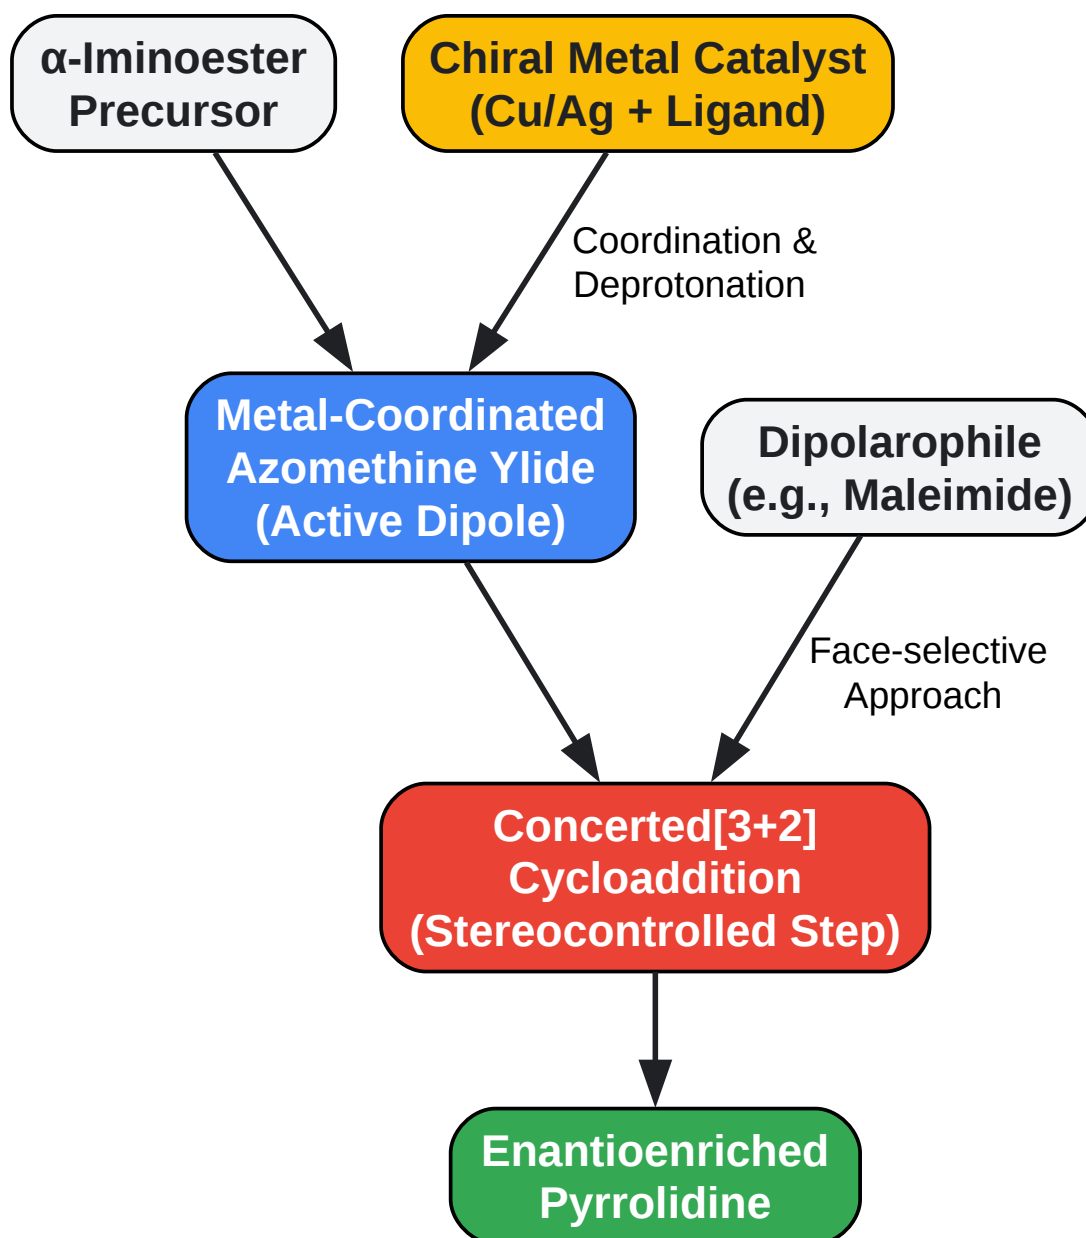 α-Iminoester
Precursor
Chiral Metal Catalyst
(Cu/Ag + Ligand)
Coordination &
Deprotonation
Metal-Coordinated
Azomethine Ylide
(Active Dipole)
Dipolarophile
(e.g., Maleimide)
Face-selective
Approach
Concerted[3+2]
Cycloaddition
(Stereocontrolled Step)
Enantioenriched
Pyrrolidine